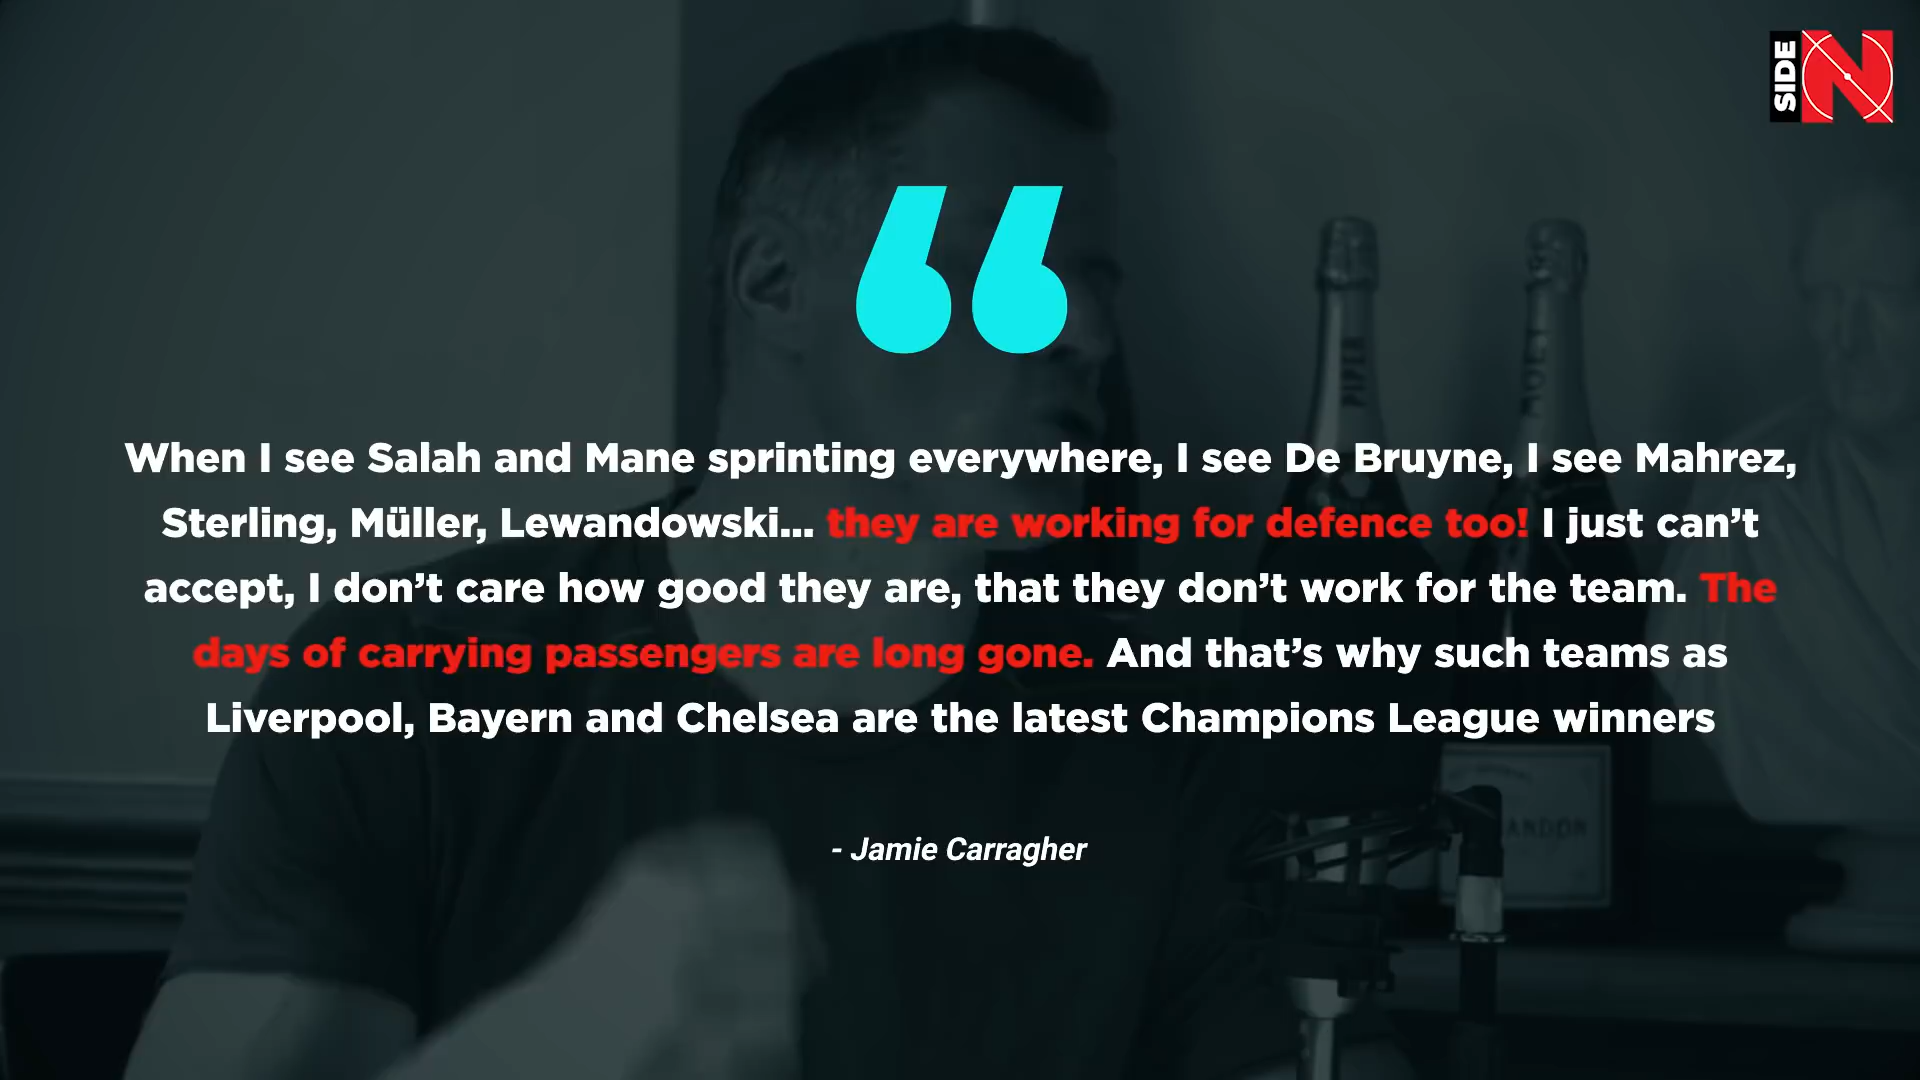 SIDE
N
“
When I see Salah and Mane sprinting everywhere, I see De Bruyne, I see Mahrez,
Sterling, Müller, Lewandowski... they are working for defence too! I just can’t
accept, I don’t care how good they are, that they don’t work for the team. The
days of carrying passengers are long gone. And that’s why such teams as
Liverpool, Bayern and Chelsea are the latest Champions League winners
- Jamie Carragher
PIPER
MOET
ANDON